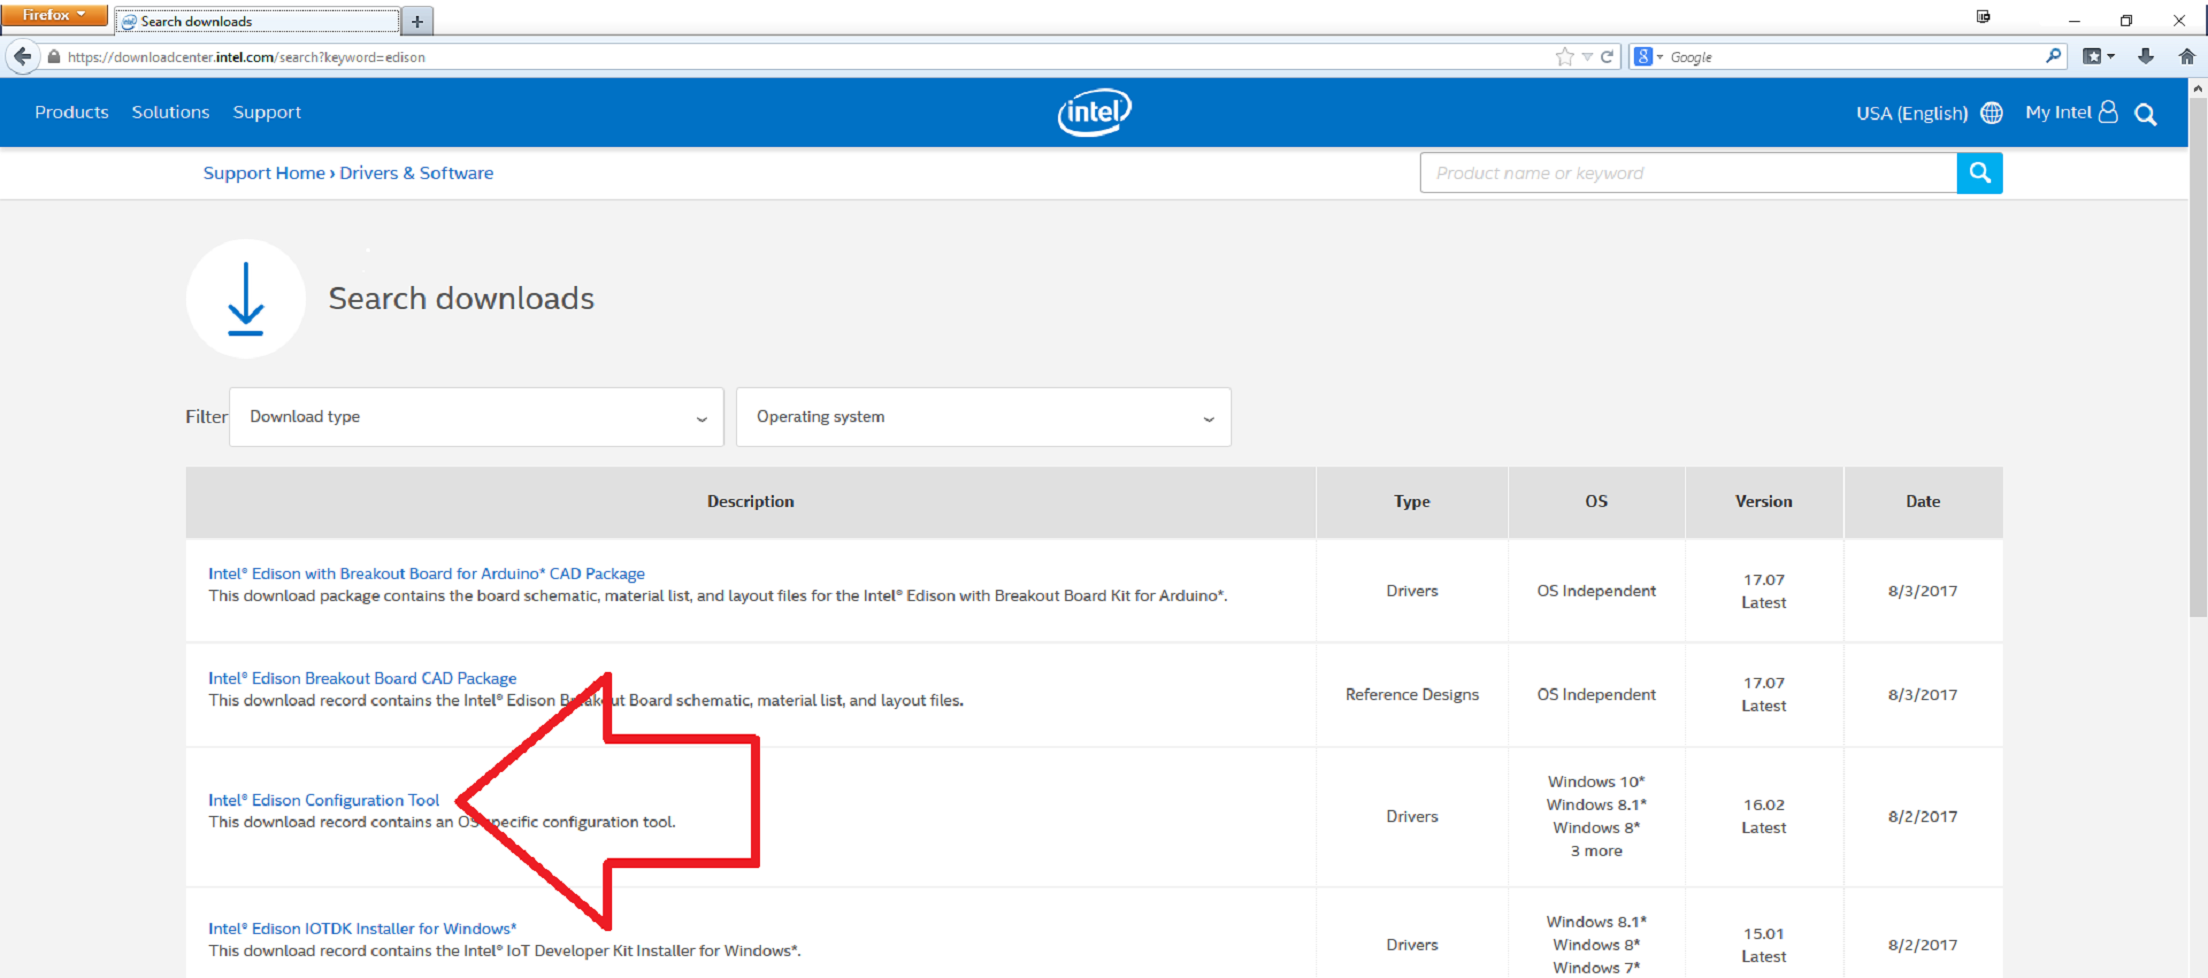 Firefox
Search downloads
https://downloadcenter.intel.com/search?keyword=edison
8 Google
Products Solutions Support
intel
USA (English) My Intel
Support Home › Drivers & Software
Product name or keyword
Search downloads
Filter Download type Operating system
Description Type OS Version Date
Intel® Edison with Breakout Board for Arduino* CAD Package
This download package contains the board schematic, material list, and layout files for the Intel® Edison with Breakout Board Kit for Arduino*.
Drivers
OS Independent
17.07
Latest
8/3/2017
Intel® Edison Breakout Board CAD Package
This download record contains the Intel® Edison Breakout Board schematic, material list, and layout files.
Reference Designs
OS Independent
17.07
Latest
8/3/2017
Intel® Edison Configuration Tool
This download record contains an OS specific configuration tool.
Drivers
Windows 10*
Windows 8.1*
Windows 8*
3 more
16.02
Latest
8/2/2017
Intel® Edison IOTDK Installer for Windows*
This download record contains the Intel® IoT Developer Kit Installer for Windows*.
Drivers
Windows 8.1*
Windows 8*
Windows 7*
15.01
Latest
8/2/2017